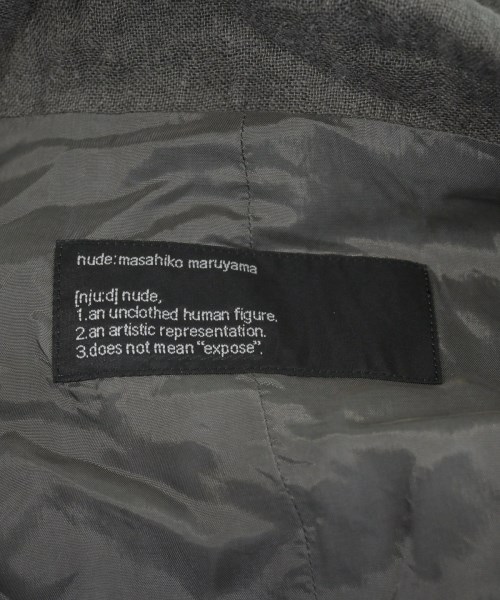 nude:masahiko maruyama
[nju:d] nude,
1.an unclothed human figure.
2.an artistic representation.
3.does not mean “expose”.